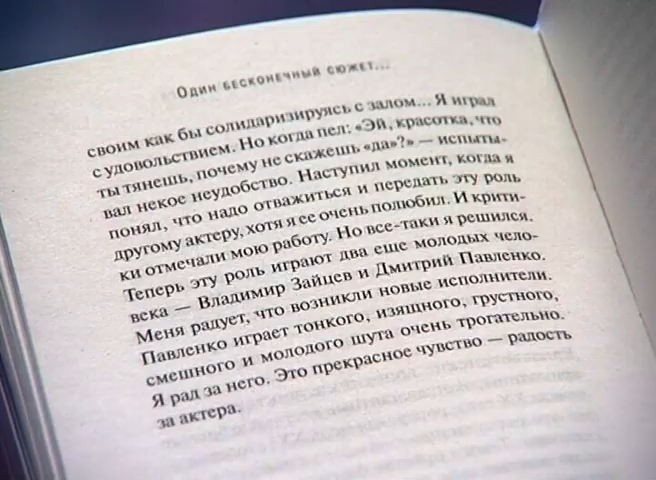 Один бесконечный сюжет...
своим как бы солидаризируясь с залом... Я играл
с удовольствием. Но когда пел: «Эй, красотка, что
ты тянешь, почему не скажешь «да»?» — испыты-
вал некое неудобство. Наступил момент, когда я
понял, что надо отважиться и передать эту роль
другому актеру, хотя я ее очень полюбил. И крити-
ки отмечали мою работу. Но все-таки я решился.
Теперь эту роль играют два еще молодых чело-
века — Владимир Зайцев и Дмитрий Павленко.
Меня радует, что возникли новые исполнители.
Павленко играет тонкого, изящного, грустного,
смешного и молодого шута очень трогательно.
Я рад за него. Это прекрасное чувство — радость
за актера.